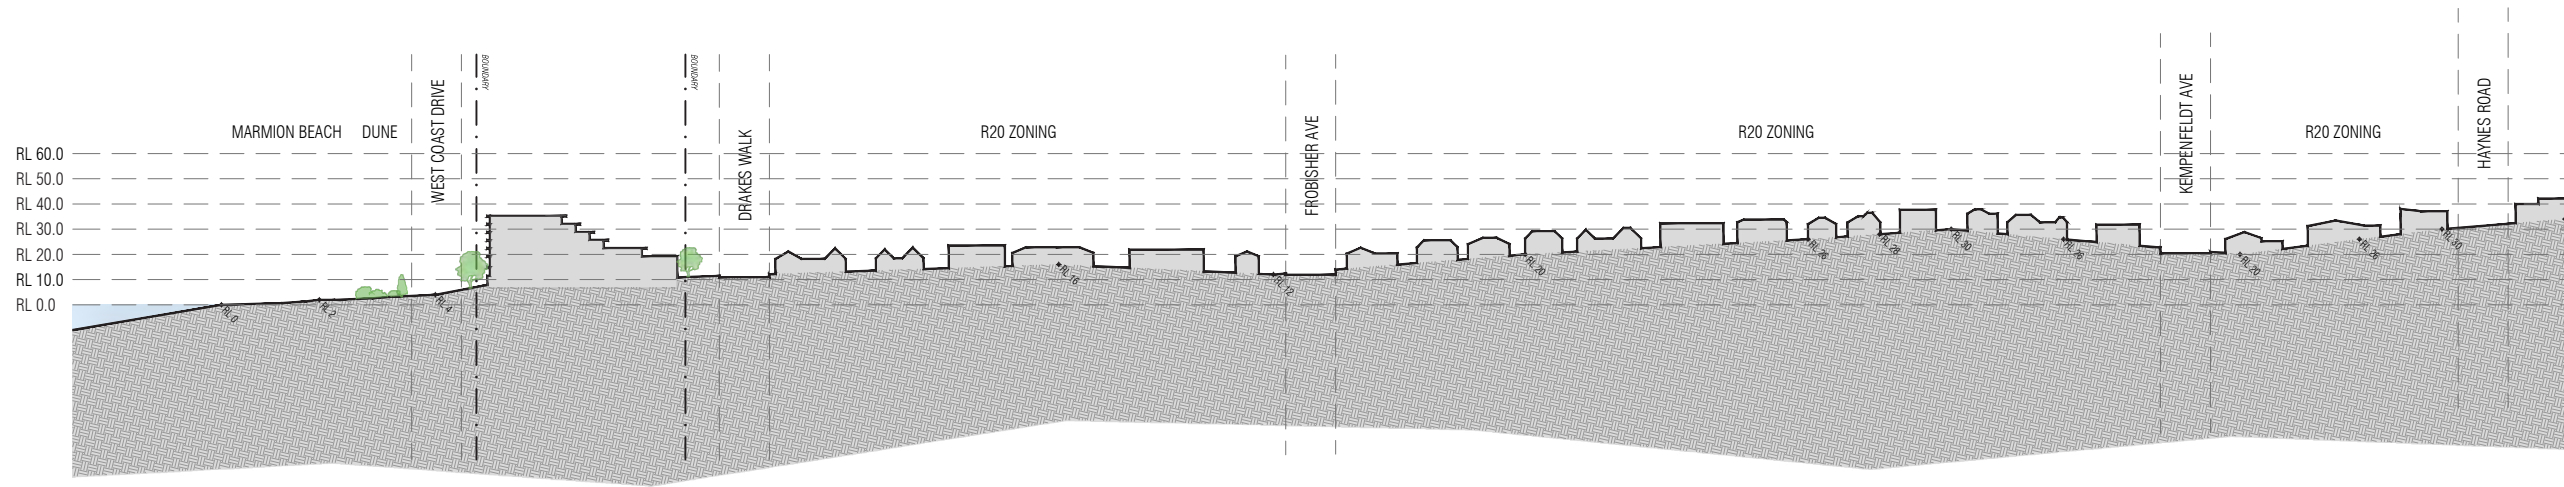 BOUNDARY
BOUNDARY
WEST COAST DRIVE
DRAKES WALK
FROBISHER AVE
KEMPENFELDT AVE
HAYNES ROAD
MARMION BEACH
DUNE
R20 ZONING
R20 ZONING
R20 ZONING
RL 60.0
RL 50.0
RL 40.0
RL 30.0
RL 20.0
RL 10.0
RL 0.0
RL 0
RL 2
RL 4
RL 16
RL 12
RL 20
RL 26
RL 28
RL 30
RL 26
RL 20
RL 26
RL 30